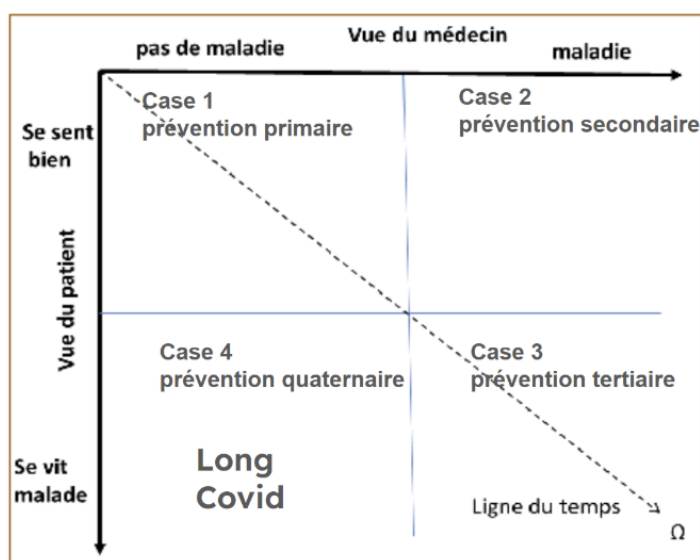 Vue du médecin
pas de maladie
maladie
Case 1
prévention primaire
Case 2
prévention secondaire
Se sent
bien
Vue du patient
Case 4
prévention quaternaire
Case 3
prévention tertiaire
Se vit
malade
Long
Covid
Ligne du temps
Ω